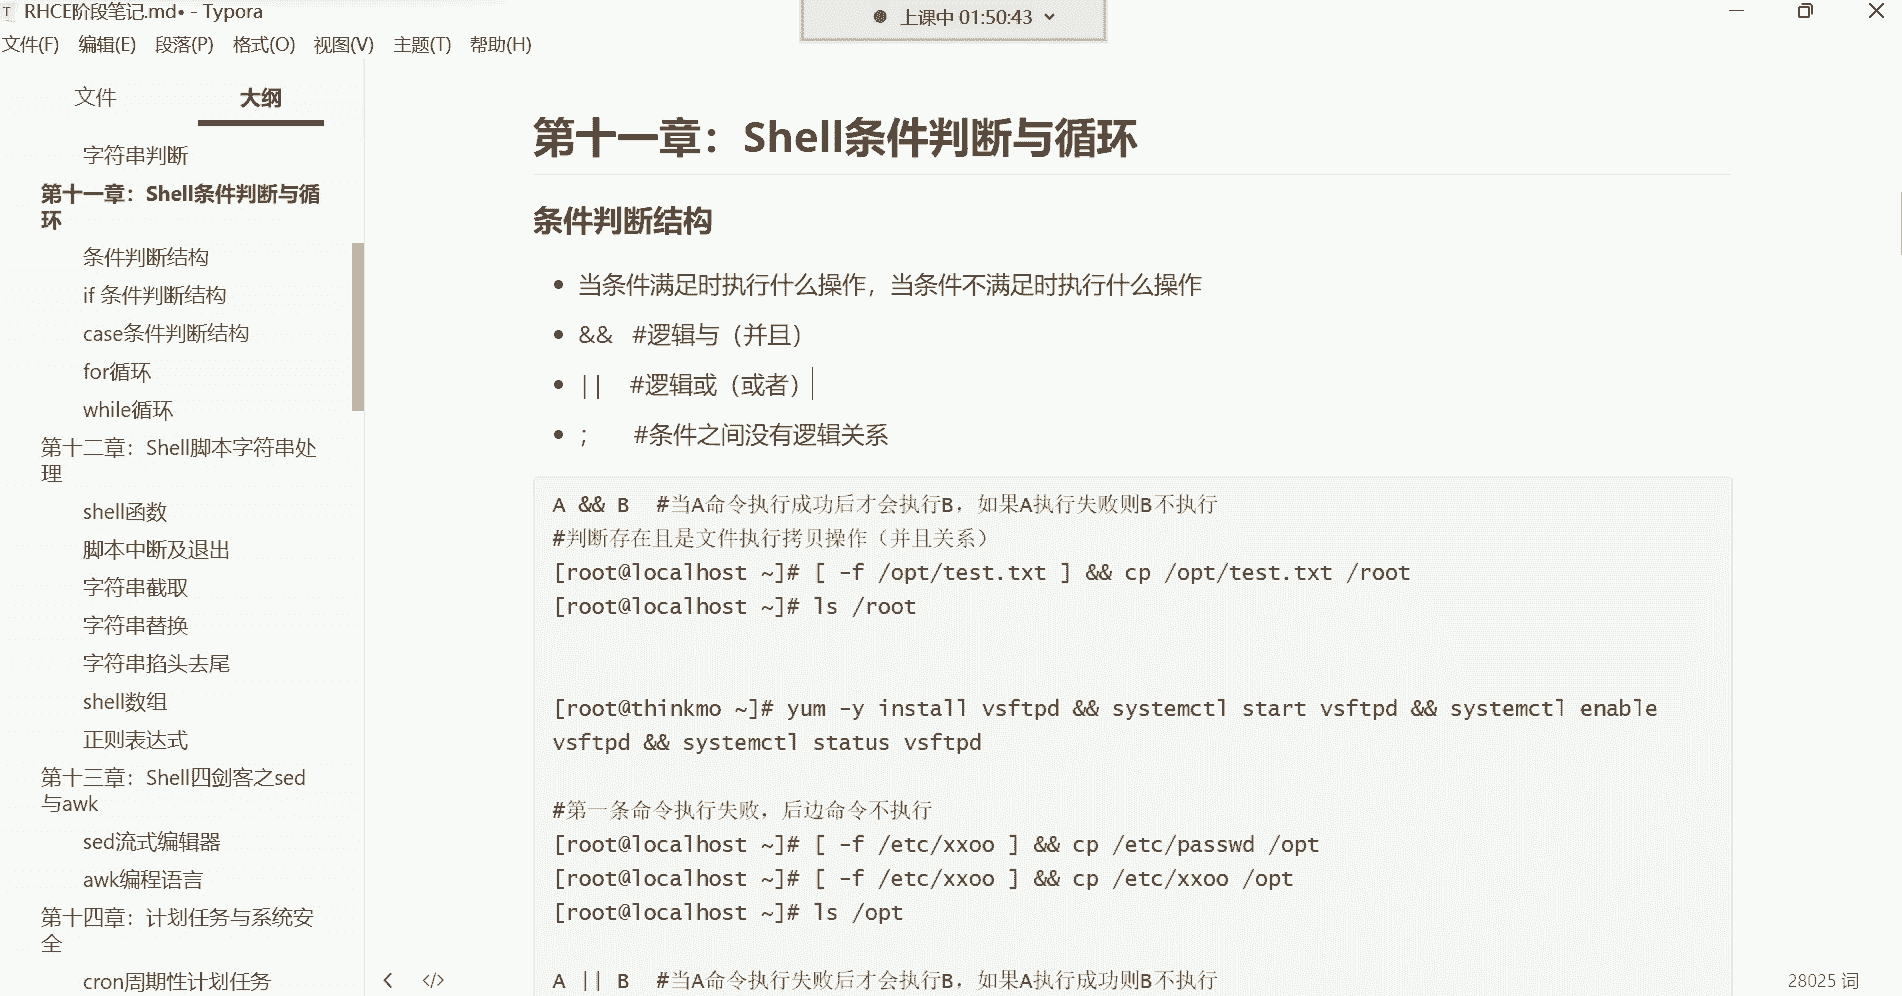 RHCE阶段笔记.md• - Typora
上课中 01:50:43
文件(F) 编辑(E) 段落(P) 格式(O) 视图(V) 主题(T) 帮助(H)
文件 大纲
字符串判断
第十一章：Shell条件判断与循
环
条件判断结构
if 条件判断结构
case条件判断结构
for循环
while循环
第十二章：Shell脚本字符串处
理
shell函数
脚本中断及退出
字符串截取
字符串替换
字符串掐头去尾
shell数组
正则表达式
第十三章：Shell四剑客之sed
与awk
sed流式编辑器
awk编程语言
第十四章：计划任务与系统安
全
cron周期性计划任务
第十一章：Shell条件判断与循环
条件判断结构
• 当条件满足时执行什么操作，当条件不满足时执行什么操作
• && #逻辑与（并且）
• || #逻辑或（或者）
• ; #条件之间没有逻辑关系
A && B #当A命令执行成功后才会执行B，如果A执行失败则B不执行
#判断存在且是文件执行拷贝操作（并且关系）
[root@localhost ~]# [ -f /opt/test.txt ] && cp /opt/test.txt /root
[root@localhost ~]# ls /root
[root@thinkmo ~]# yum -y install vsftpd && systemctl start vsftpd && systemctl enable
vsftpd && systemctl status vsftpd
#第一条命令执行失败，后边命令不执行
[root@localhost ~]# [ -f /etc/xxoo ] && cp /etc/passwd /opt
[root@localhost ~]# [ -f /etc/xxoo ] && cp /etc/xxoo /opt
[root@localhost ~]# ls /opt
A || B #当A命令执行失败后才会执行B，如果A执行成功则B不执行
28025 词